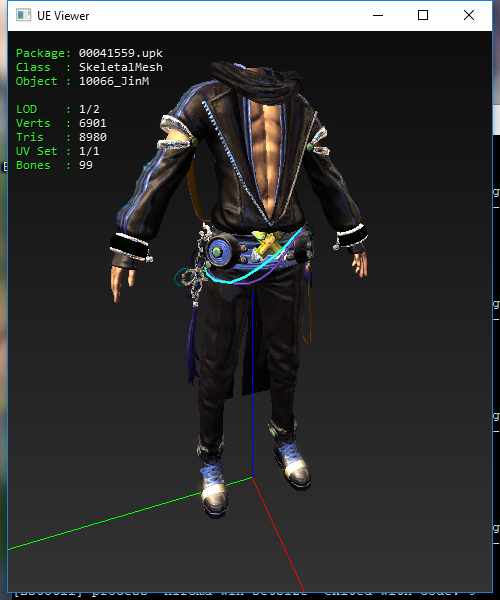 UE Viewer
Package: 00041559.upk
Class : SkeletalMesh
Object : 10066_JinM
LOD : 1/2
Verts : 6901
Tris : 8980
UV Set : 1/1
Bones : 99